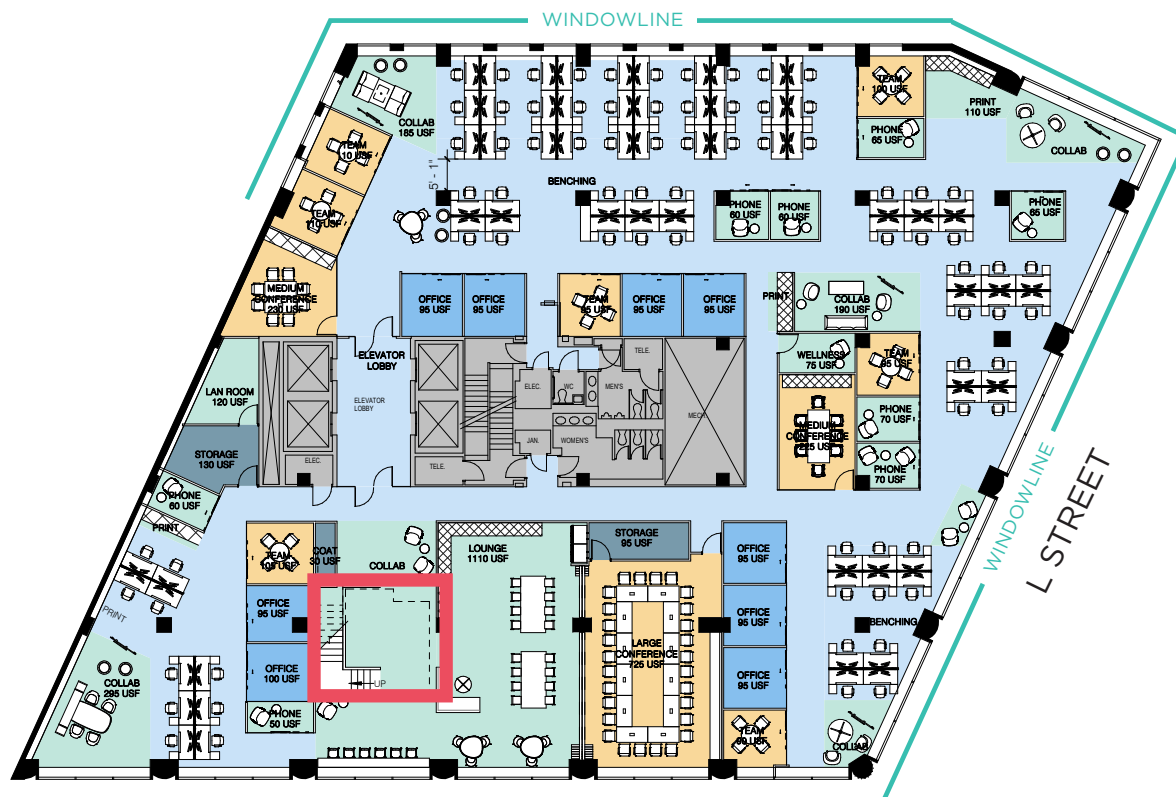 WINDOWLINE
COLLAB
185 USF
TEAM
100 USF
PRINT
110 USF
PHONE
65 USF
COLLAB
TEAM
10 USF
5' - 1"
BENCHING
TEAM
110 USF
PHONE
60 USF
PHONE
60 USF
PHONE
65 USF
MEDIUM
CONFERENCE
230 USF
OFFICE
95 USF
OFFICE
95 USF
TEAM
95 USF
OFFICE
95 USF
OFFICE
95 USF
PRINT
COLLAB
190 USF
ELEVATOR
LOBBY
TELE.
WELLNESS
75 USF
TEAM
95 USF
LAN ROOM
120 USF
ELEVATOR
LOBBY
ELEC.
WC
MEN'S
MECH
PHONE
70 USF
MEDIUM
CONFERENCE
225 USF
STORAGE
130 USF
JAN.
WOMEN'S
ELEC.
TELE.
PHONE
70 USF
PHONE
60 USF
PRINT
WINDOWLINE
L STREET
TEAM
105 USF
COAT
30 USF
COLLAB
LOUNGE
1110 USF
STORAGE
95 USF
OFFICE
95 USF
OFFICE
95 USF
PRINT
OFFICE
95 USF
BENCHING
LARGE
CONFERENCE
725 USF
OFFICE
100 USF
UP
OFFICE
95 USF
COLLAB
295 USF
PHONE
50 USF
TEAM
90 USF
COLLAB